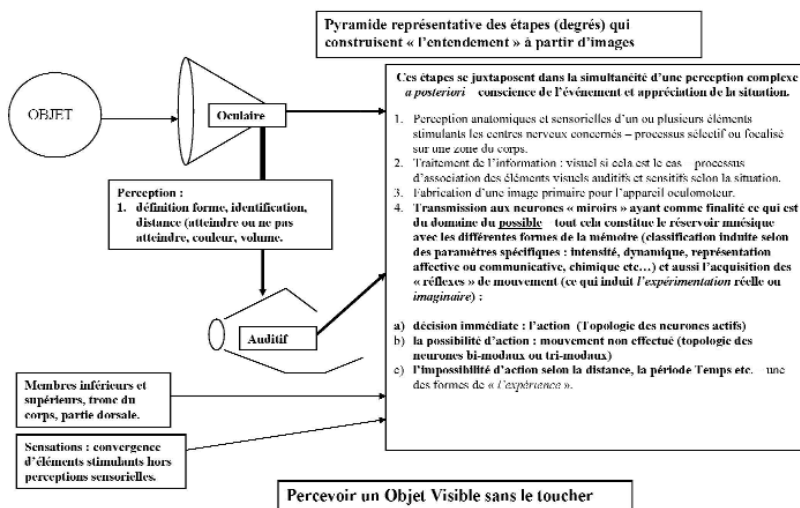 Pyramide représentative des étapes (degrés) qui
construisent « l'entendement » à partir d'images
OBJET
Oculaire
Perception :
1. définition forme, identification,
distance (atteindre ou ne pas
atteindre, couleur, volume.
Auditif
Membres inférieurs et
supérieurs, tronc du
corps, partie dorsale.
Sensations : convergence
d'éléments stimulants hors
perceptions sensorielles.
Ces étapes se juxtaposent dans la simultanéité d'une perception complexe
a posteriori conscience de l'événement et appréciation de la situation.
1. Perception anatomiques et sensorielles d'un ou plusieurs éléments
stimulants les centres nerveux concernés – processus sélectif ou focalisé
sur une zone du corps.
2. Traitement de l'information : visuel si cela est le cas processus
d'association des éléments visuels auditifs et sensitifs selon la situation.
3. Fabrication d'une image primaire pour l'appareil oculomoteur.
4. Transmission aux neurones « miroirs » ayant comme finalité ce qui est
du domaine du possible tout cela constitue le réservoir mnésique
avec les différentes formes de la mémoire (classification induite selon
des paramètres spécifiques : intensité, dynamique, représentation
affective ou communicative, chimique etc…) et aussi l'acquisition des
« réflexes » de mouvement (ce qui induit l'expérimentation réelle ou
imaginaire) :
a) décision immédiate : l'action (Topologie des neurones actifs)
b) la possibilité d'action : mouvement non effectué (topologie des
neurones bi-modaux ou tri-modaux)
c) l'impossibilité d'action selon la distance, la période Temps etc. une
des formes de « l'expérience ».
Percevoir un Objet Visible sans le toucher